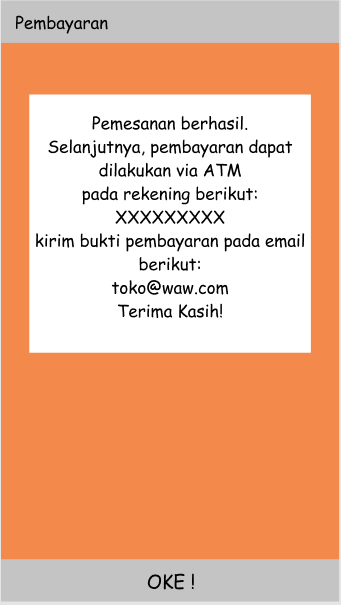 Pembayaran
Pemesanan berhasil.
Selanjutnya, pembayaran dapat
dilakukan via ATM
pada rekening berikut:
XXXXXXXXX
kirim bukti pembayaran pada email
berikut:
toko@waw.com
Terima Kasih!
OKE !